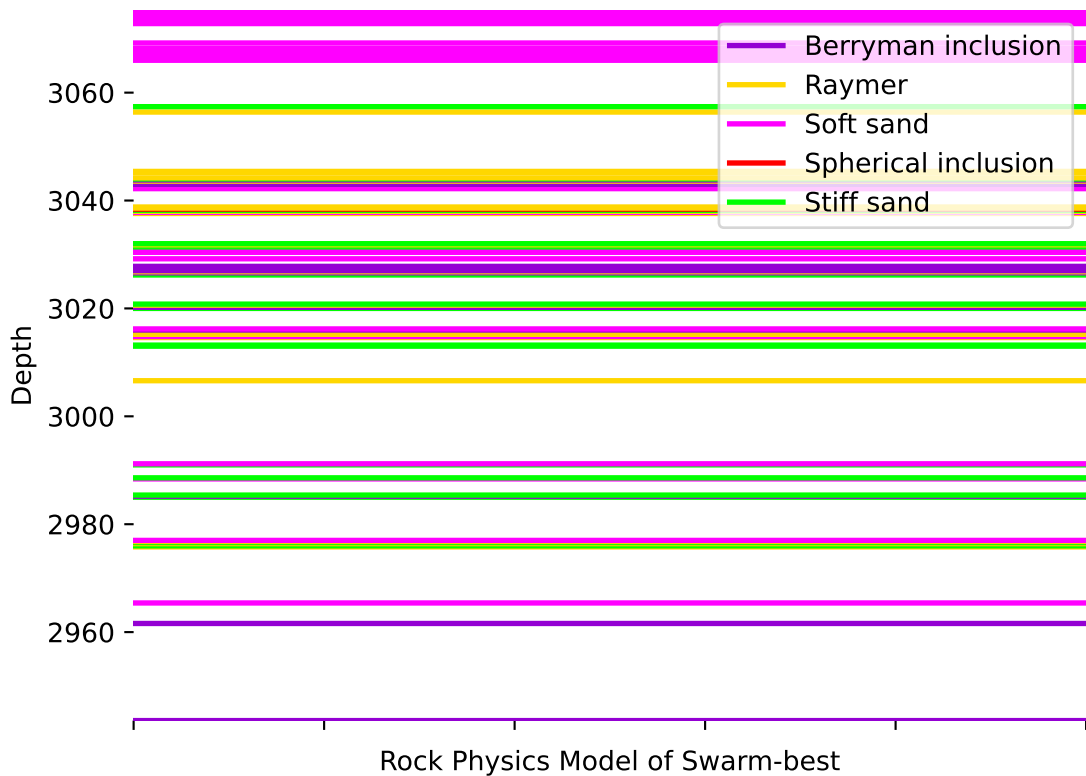 Berryman inclusion
Raymer
Soft sand
Spherical inclusion
Stiff sand
3060
3040
3020
3000
2980
2960
Depth
Rock Physics Model of Swarm-best